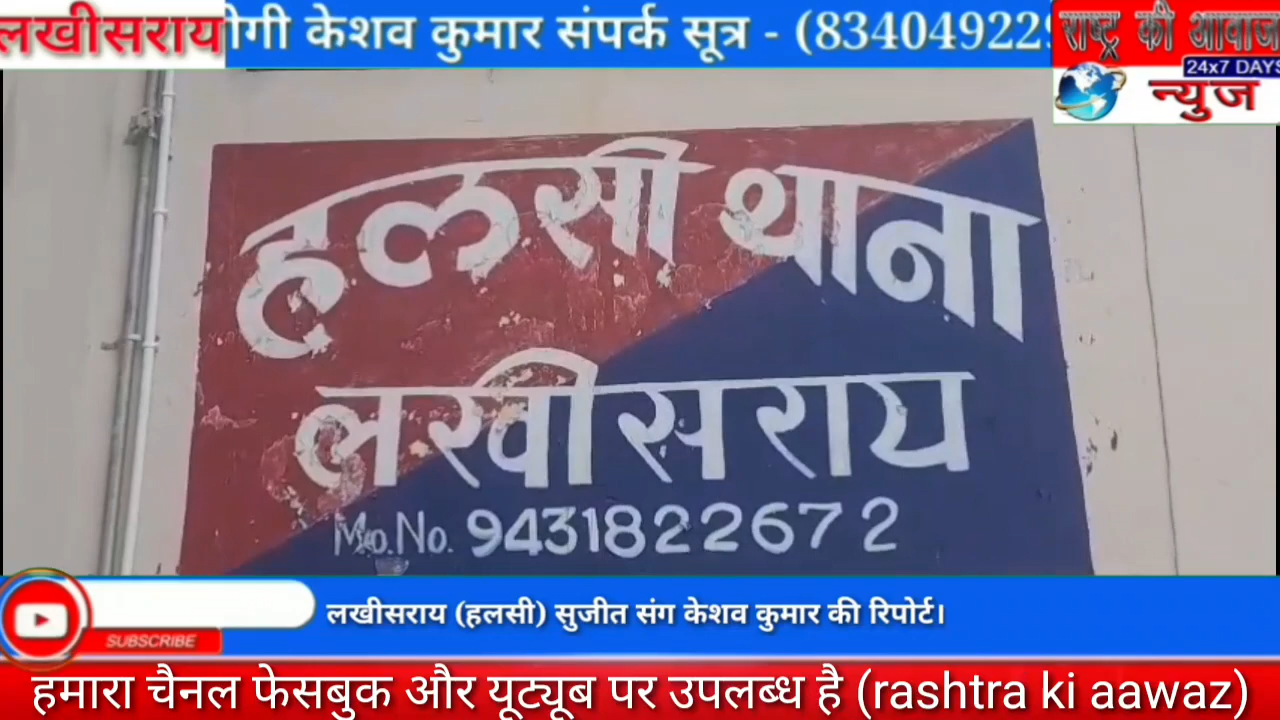 लखीसराय
केशव कुमार संपर्क सूत्र - (834049229
राष्ट्र की आवाज
24x7 DAYS
न्युज
हलसी थाना
लखीसराय
Mo.No. 9431822672
लखीसराय (हलसी) सुजीत संग केशव कुमार की रिपोर्ट।
SUBSCRIBE
हमारा चैनल फेसबुक और यूट्यूब पर उपलब्ध है (rashtra ki aawaz)